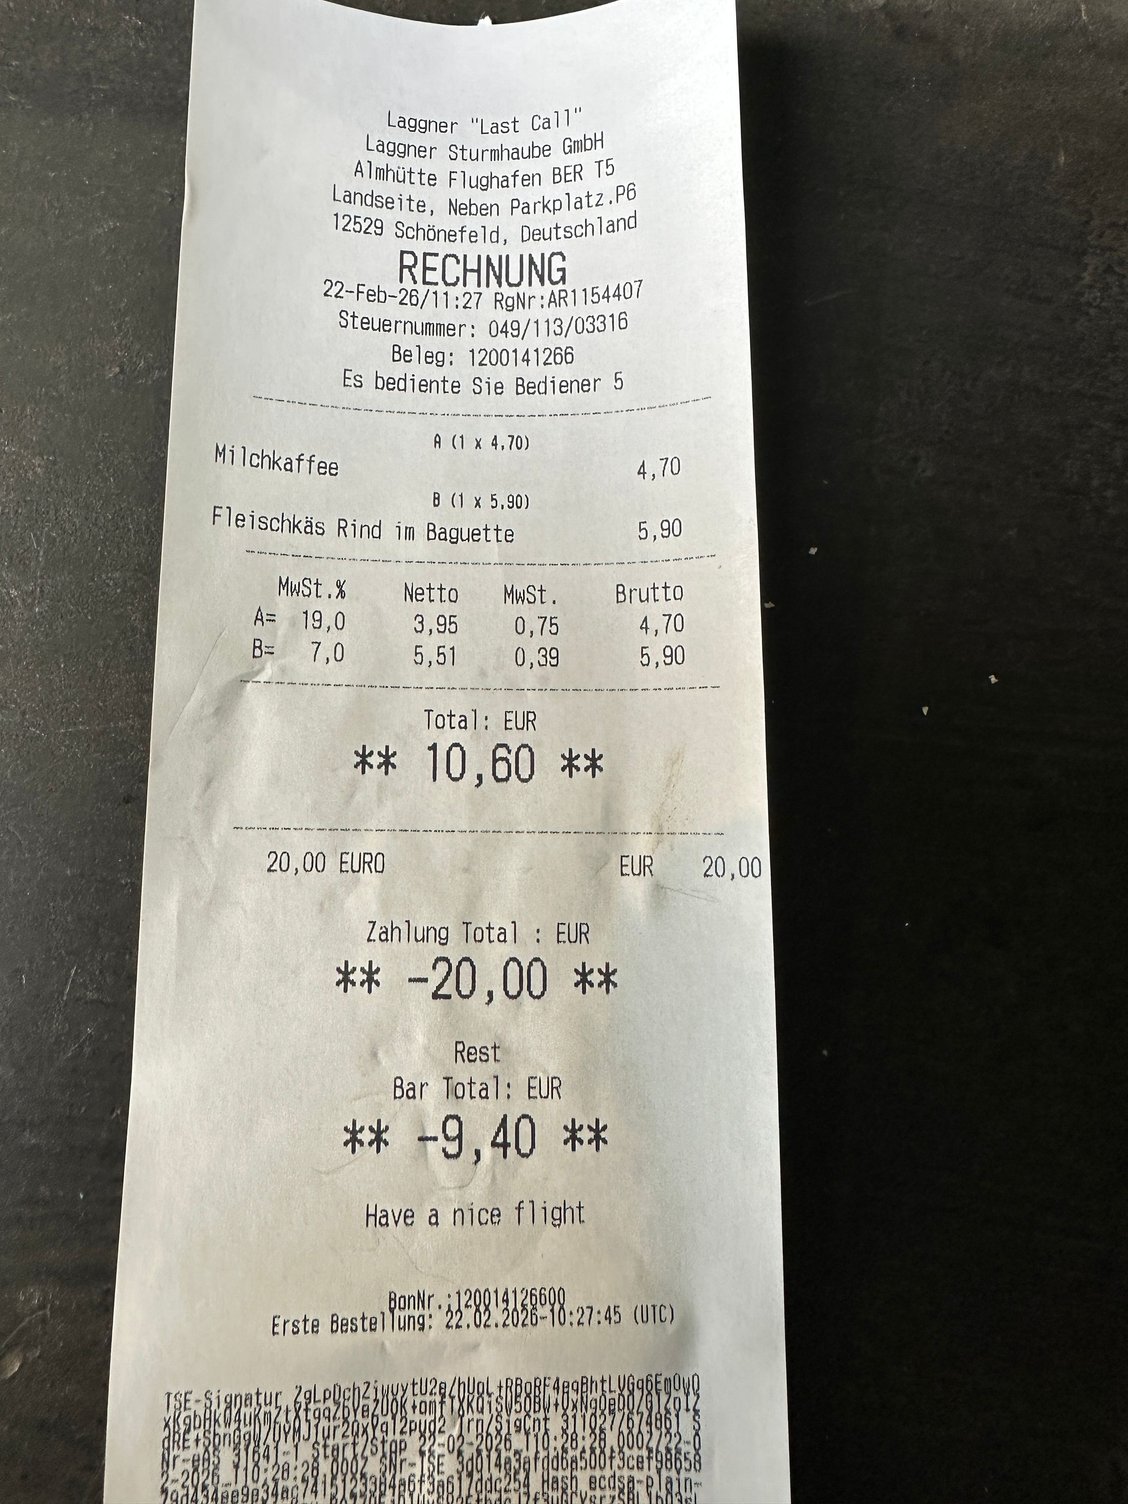 Laggner "Last Call"
Laggner Sturmhaube GmbH
Almhütte Flughafen BER T5
Landseite, Neben Parkplatz.P6
12529 Schönefeld, Deutschland
RECHNUNG
22-Feb-26/11:27 RgNr:AR1154407
Steuernummer: 049/113/03316
Beleg: 1200141266
Es bediente Sie Bediener 5
A (1 x 4,70)
Milchkaffee 4,70
B (1 x 5,90)
Fleischkäs Rind im Baguette 5,90
MwSt.% Netto MwSt. Brutto
A= 19,0 3,95 0,75 4,70
B= 7,0 5,51 0,39 5,90
Total: EUR
** 10,60 **
20,00 EURO EUR 20,00
Zahlung Total : EUR
** -20,00 **
Rest
Bar Total: EUR
** -9,40 **
Have a nice flight
BonNr.:120014126600
Erste Bestellung: 22.02.2026-10:27:45 (UTC)
TSE-Signatur